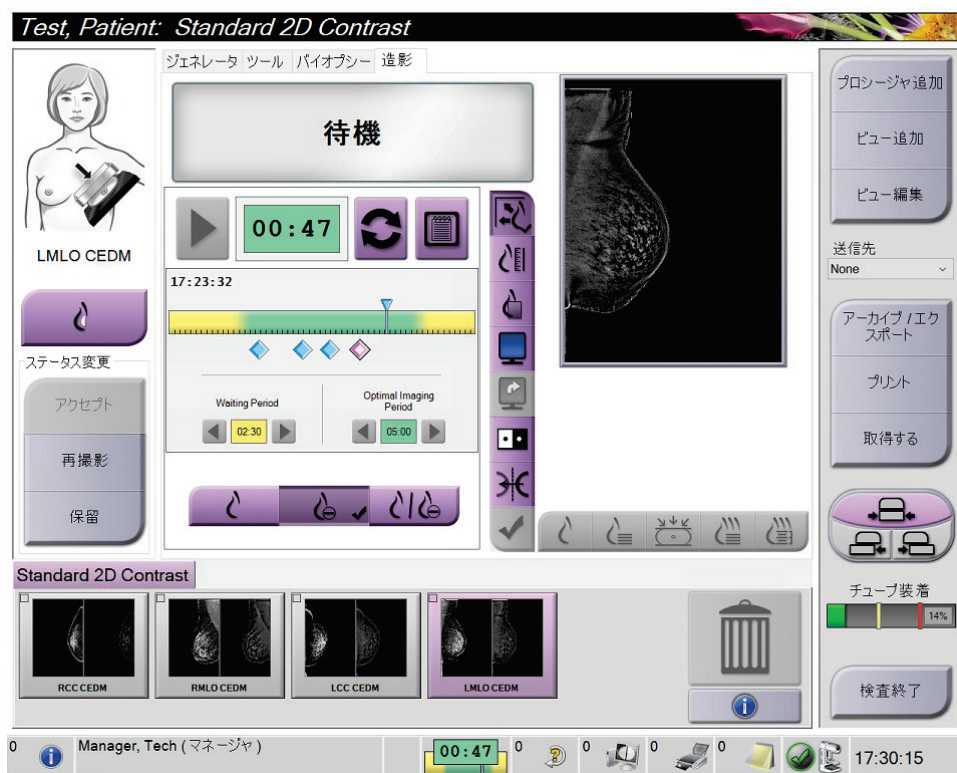 Test, Patient: Standard 2D Contrast
ジェネレータ ツール バイオプシー 造影
待機
LMLO CEDM
00:47
17:23:32
Waiting Period
02:30
Optimal Imaging
Period
05:00
ステータス変更
アクセプト
再撮影
保留
プロシージャ追加
ビュー追加
ビュー編集
送信先
None
アーカイブ / エク
スポート
プリント
取得する
チューブ装着
14%
検査終了
Standard 2D Contrast
RCC CEDM
RMLO CEDM
LCC CEDM
LMLO CEDM
0
Manager, Tech ( マネージャ )
00:47
0
0
0
0
17:30:15